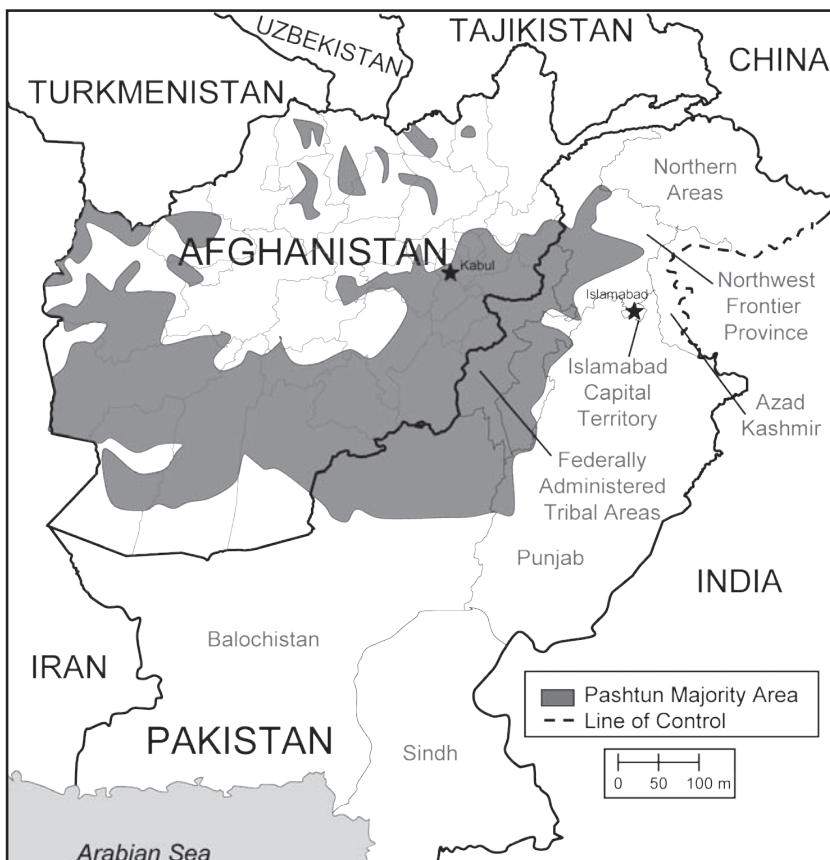 UZBEKISTAN
TAJIKISTAN
CHINA
TURKMENISTAN
Northern
Areas
AFGHANISTAN
Kabul
Northwest
Frontier
Province
Islamabad
Islamabad
Capital
Territory
Azad
Kashmir
Federally
Administered
Tribal Areas
Punjab
INDIA
Balochistan
IRAN
Pashtun Majority Area
Line of Control
PAKISTAN
Sindh
0 50 100 m
Arabian Sea